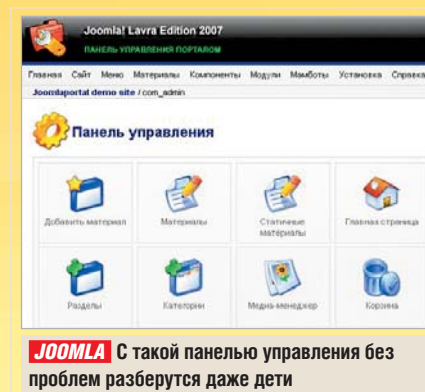 Joomla! Lavra Edition 2007
ПАНЕЛЬ УПРАВЛЕНИЯ ПОРТАЛОМ
Главная Сайт Меню Материалы Компоненты Модули Мамботы Установка Справка
Joomlaportal demo site / com_admin
Панель управления
Добавить материал Материалы Статичные материалы Главная страница
Разделы Категории Медиа-менеджер Корзина
JOOMLA С такой панелью управления без
проблем разберутся даже дети